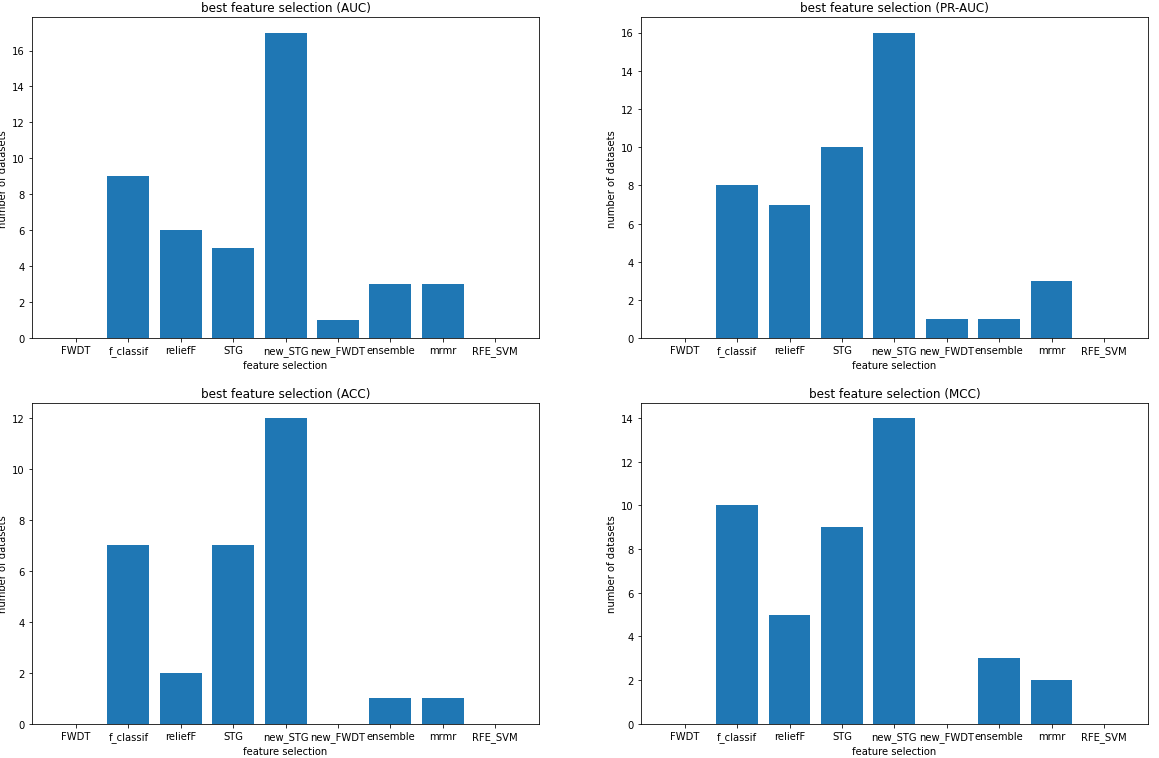 best feature selection (AUC)
16
14
12
10
8
6
4
2
0
number of datasets
FWDT f_classif reliefF STG new_STG new_FWDT ensemble mrmr RFE_SVM
feature selection
best feature selection (PR-AUC)
16
14
12
10
8
6
4
2
0
number of datasets
FWDT f_classif reliefF STG new_STG new_FWDT ensemble mrmr RFE_SVM
feature selection
best feature selection (ACC)
12
10
8
6
4
2
0
number of datasets
FWDT f_classif reliefF STG new_STG new_FWDT ensemble mrmr RFE_SVM
feature selection
best feature selection (MCC)
14
12
10
8
6
4
2
0
number of datasets
FWDT f_classif reliefF STG new_STG new_FWDT ensemble mrmr RFE_SVM
feature selection